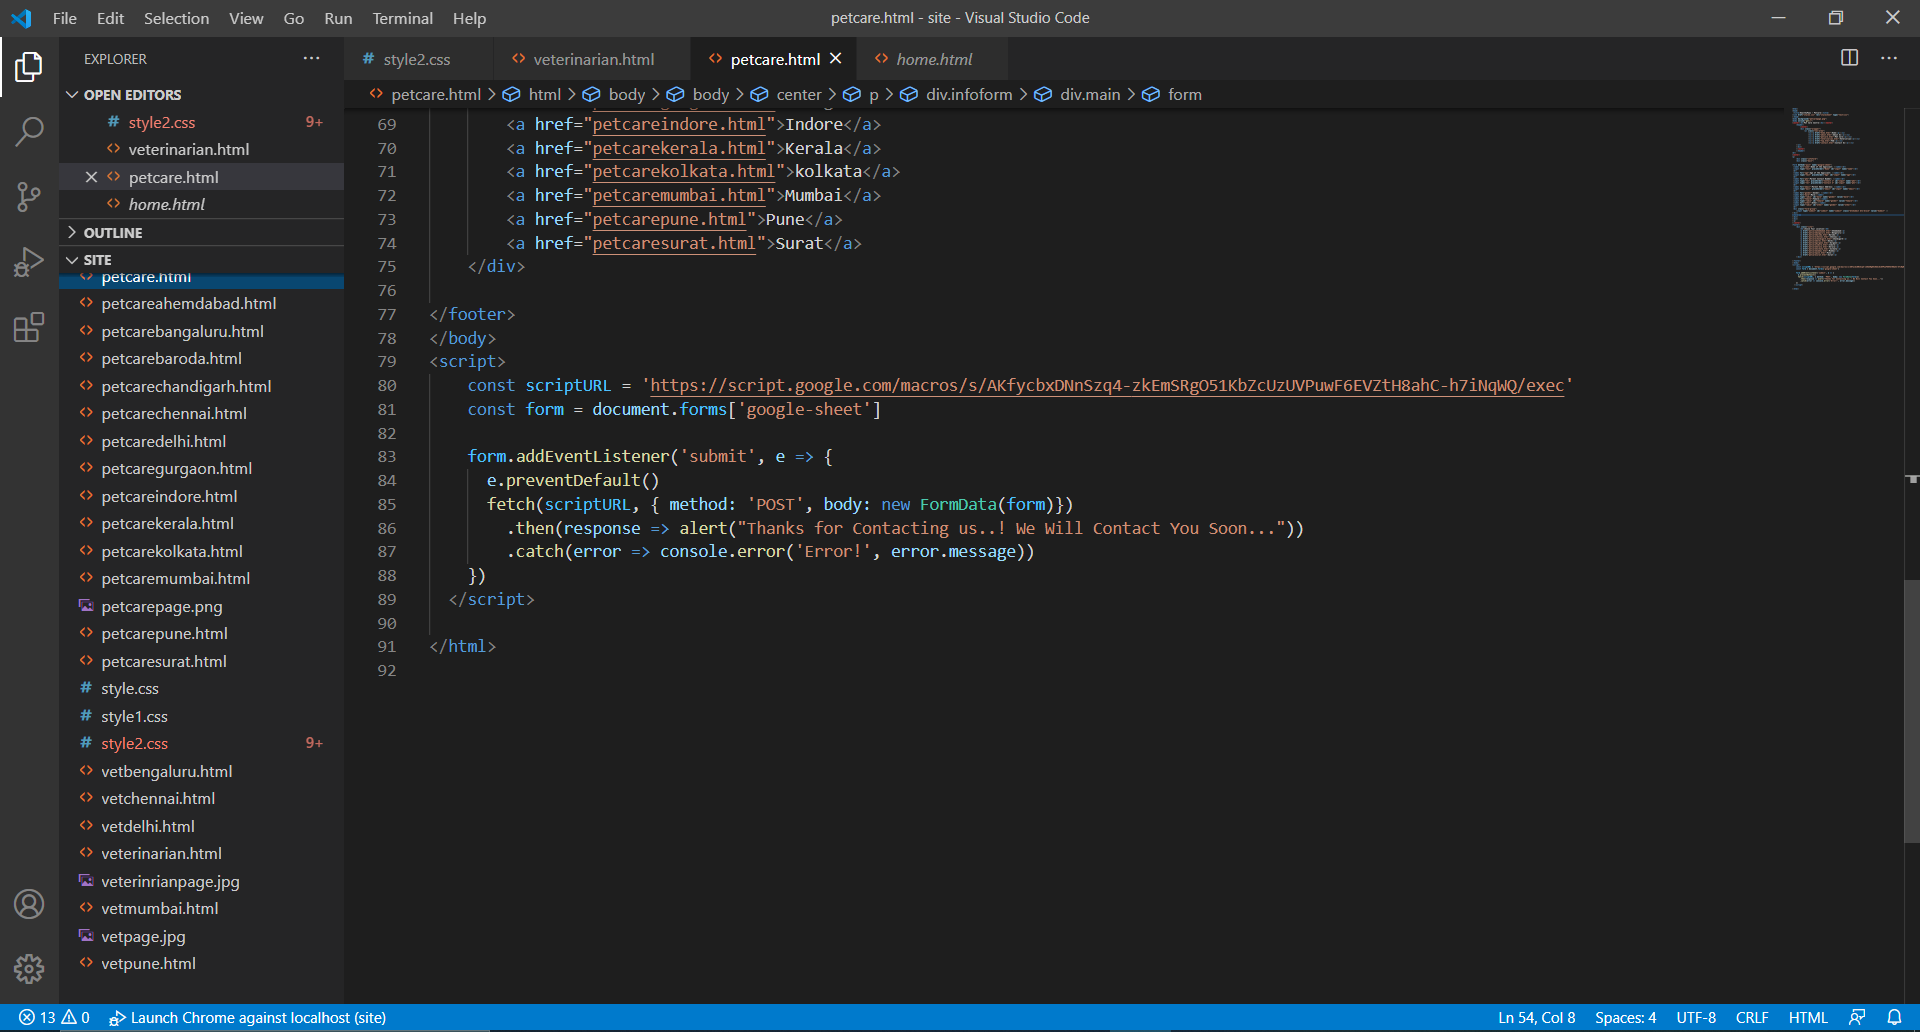 File Edit Selection View Go Run Terminal Help
petcare.html - site - Visual Studio Code
EXPLORER
OPEN EDITORS
style2.css 9+
veterinarian.html
petcare.html
home.html
OUTLINE
SITE
petcare.html
petcareahemdabad.html
petcarebangaluru.html
petcarebaroda.html
petcarechandigarh.html
petcarechennai.html
petcaredelhi.html
petcaregurgaon.html
petcareindore.html
petcarekerala.html
petcarekolkata.html
petcaremumbai.html
petcarepage.png
petcarepune.html
petcaresurat.html
style.css
style1.css
style2.css 9+
vetbengaluru.html
vetchennai.html
vetdelhi.html
veterinarian.html
veterinrianpage.jpg
vetmumbai.html
vetpage.jpg
vetpune.html
style2.css veterinarian.html petcare.html home.html
petcare.html > html > body > body > center > p > div.infoform > div.main > form
69 <a href="petcareindore.html">Indore</a>
70 <a href="petcarekerala.html">Kerala</a>
71 <a href="petcarekolkata.html">kolkata</a>
72 <a href="petcaremumbai.html">Mumbai</a>
73 <a href="petcarepune.html">Pune</a>
74 <a href="petcaresurat.html">Surat</a>
75 </div>
76
77 </footer>
78 </body>
79 <script>
80 const scriptURL = 'https://script.google.com/macros/s/AKfycbxDNnSzq4-zkEmSRgO51KbZcUzUVPuwF6EVZtH8ahC-h7iNqWQ/exec'
81 const form = document.forms['google-sheet']
82
83 form.addEventListener('submit', e => {
84 e.preventDefault()
85 fetch(scriptURL, { method: 'POST', body: new FormData(form)})
86 .then(response => alert("Thanks for Contacting us..! We Will Contact You Soon..."))
87 .catch(error => console.error('Error!', error.message))
88 })
89 </script>
90
91 </html>
92
13 0 Launch Chrome against localhost (site)
Ln 54, Col 8 Spaces: 4 UTF-8 CRLF HTML